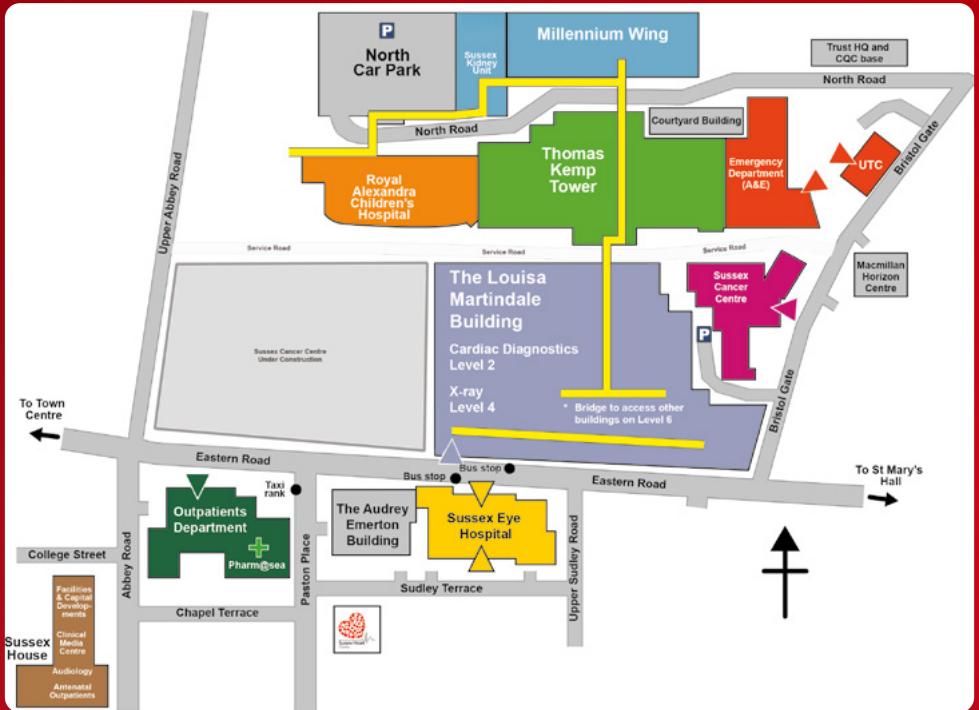 P
North
Car Park
Sussex
Kidney
Unit
Millennium Wing
Trust HQ and
CQC base
North Road
North Road
Courtyard Building
Upper Abbey Road
Royal
Alexandra
Children's
Hospital
Thomas
Kemp
Tower
Emergency
Department
(A&E)
UTC
Bristol Gate
Service Road
Service Road
Service Road
Macmillan
Horizon
Centre
Sussex
Cancer
Centre
P
The Louisa
Martindale
Building
Cardiac Diagnostics
Level 2
X-ray
Level 4
* Bridge to access other
buildings on Level 6
Sussex Cancer Centre
Under Construction
Bristol Gate
To Town
Centre
Eastern Road
Bus stop
Bus stop
Eastern Road
To St Mary's
Hall
Taxi
rank
Outpatients
Department
Pharm@sea
The Audrey
Emerton
Building
Sussex Eye
Hospital
Upper Sudley Road
College Street
Abbey Road
Paston Place
Sudley Terrace
Chapel Terrace
Facilities
& Capital
Develop-
ments
Clinical
Media
Centre
Audiology
Antenatal
Outpatients
Sussex
House